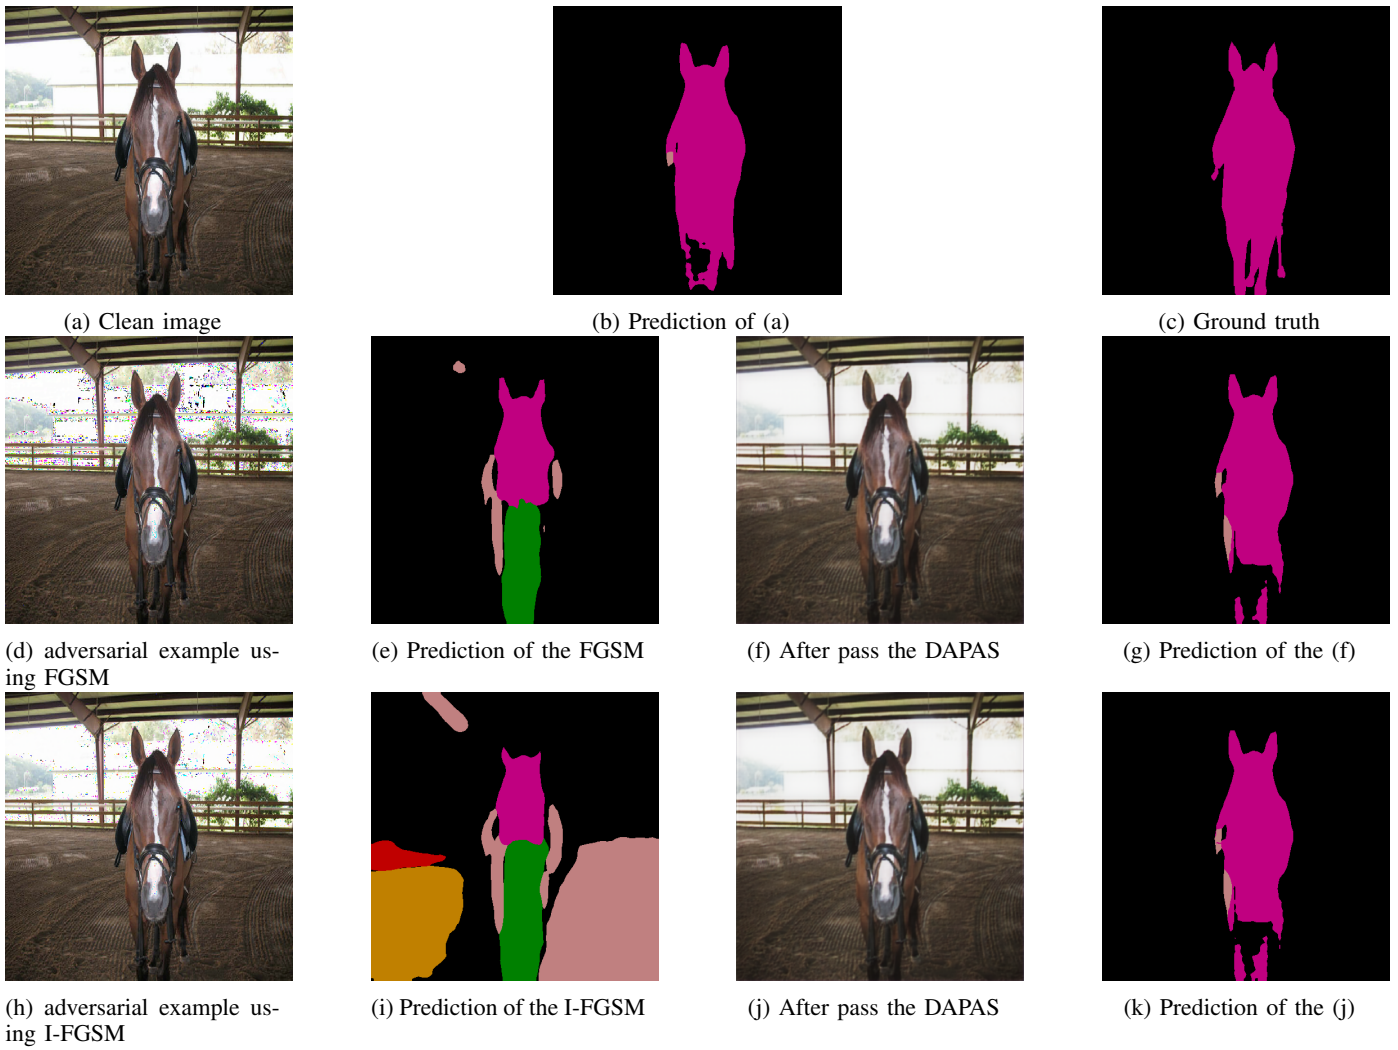 (a) Clean image
(b) Prediction of (a)
(c) Ground truth
(d) adversarial example us-
ing FGSM
(e) Prediction of the FGSM
(f) After pass the DAPAS
(g) Prediction of the (f)
(h) adversarial example us-
ing I-FGSM
(i) Prediction of the I-FGSM
(j) After pass the DAPAS
(k) Prediction of the (j)